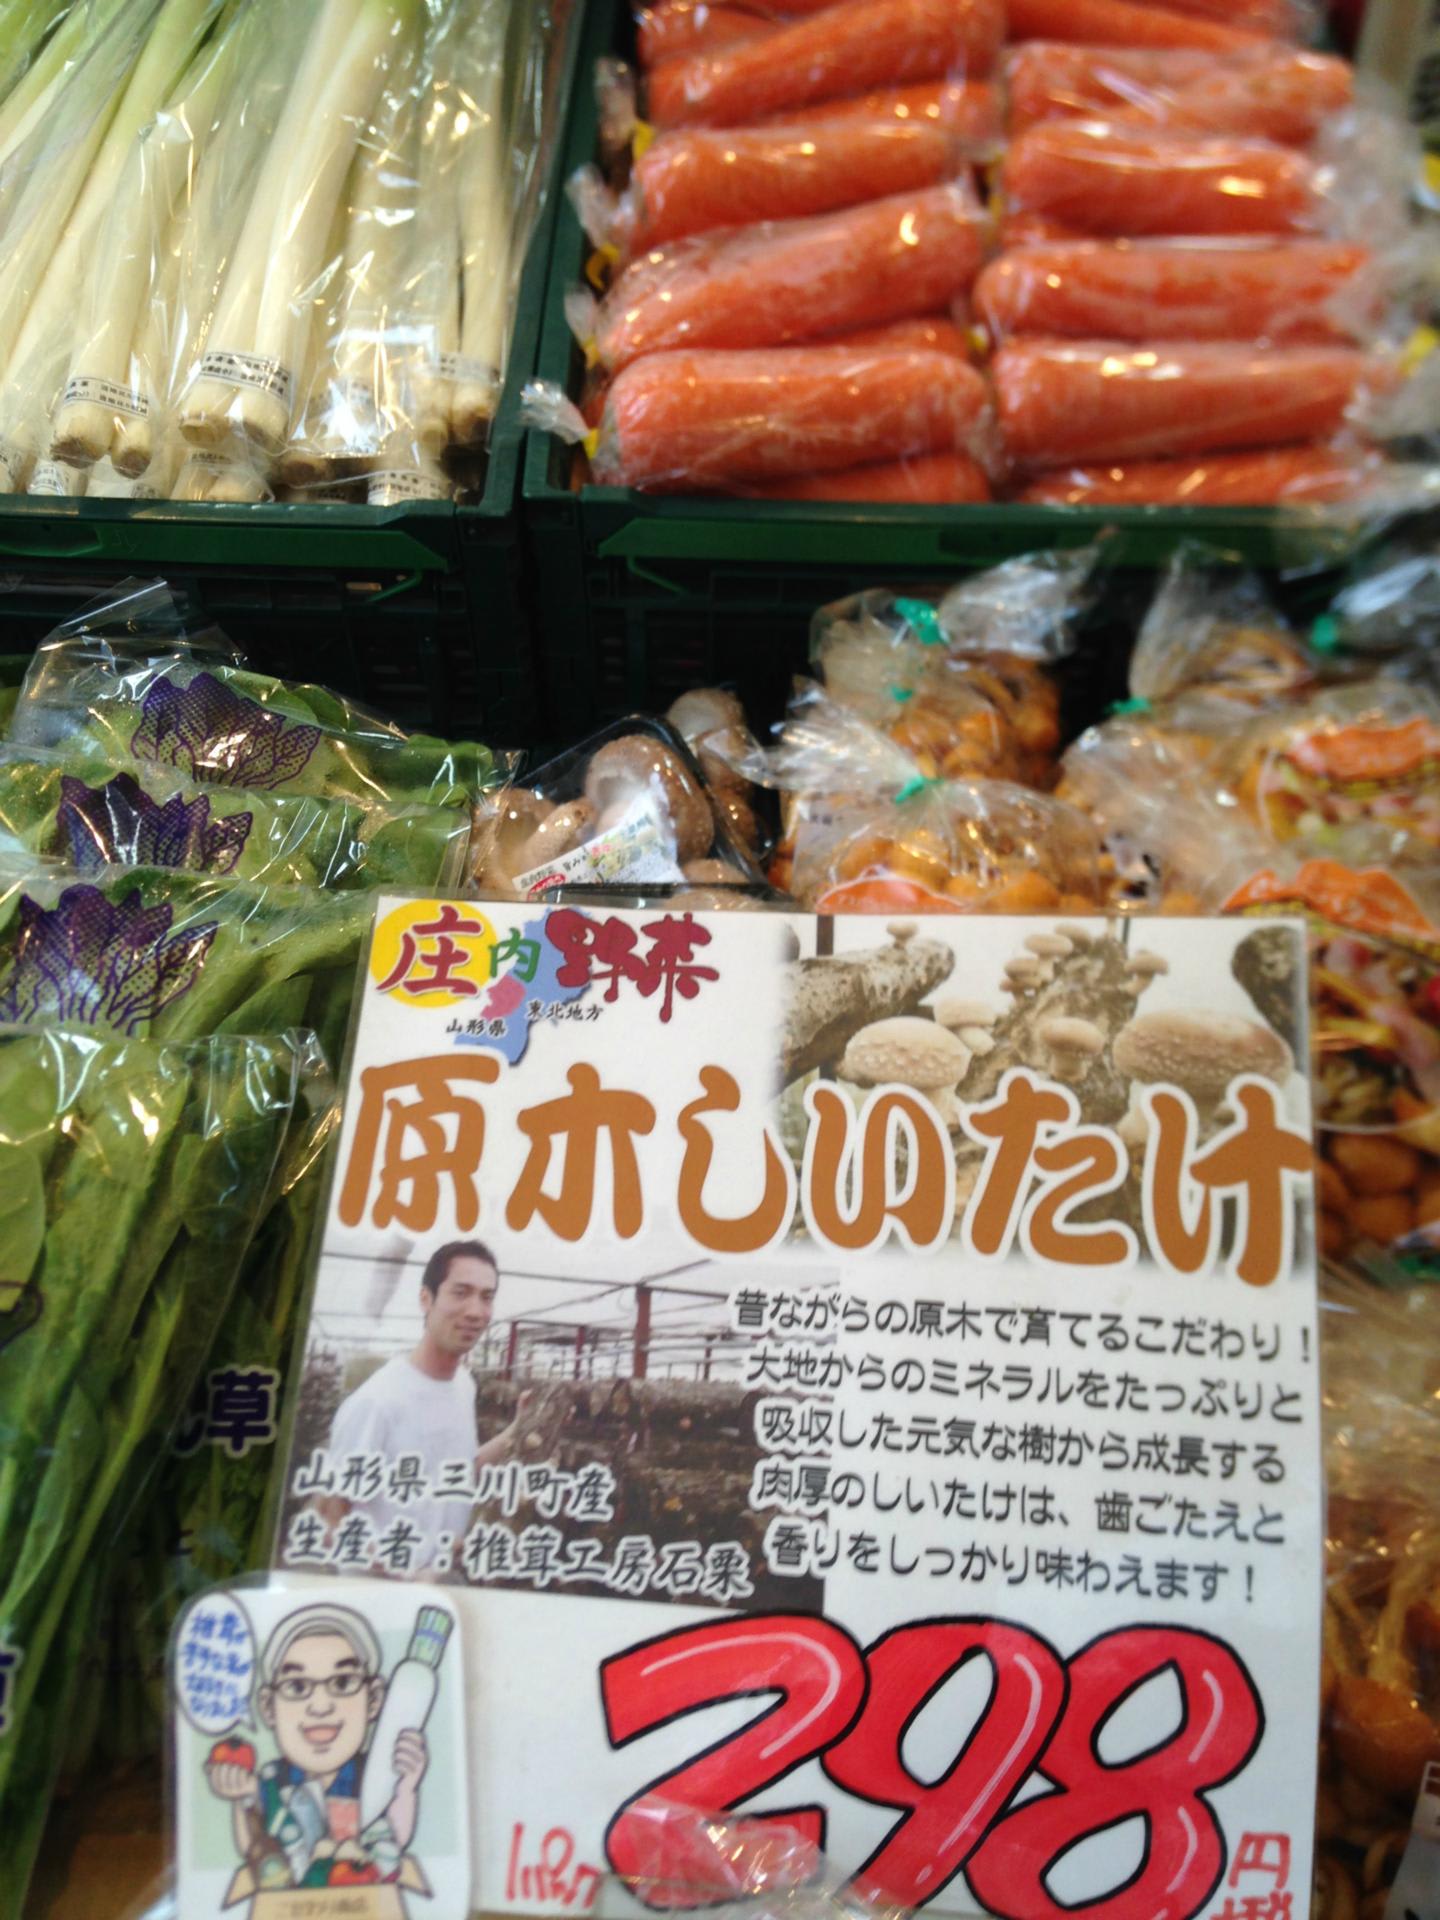 庄内野菜
山形県 東北地方
原木しいたけ
昔ながらの原木で育てるこだわり！
大地からのミネラルをたっぷりと
吸収した元気な樹から成長する
肉厚のしいたけは、歯ごたえと
香りをしっかり味わえます！
山形県三川町産
生産者：椎茸工房石栗
1パック
298
円
草